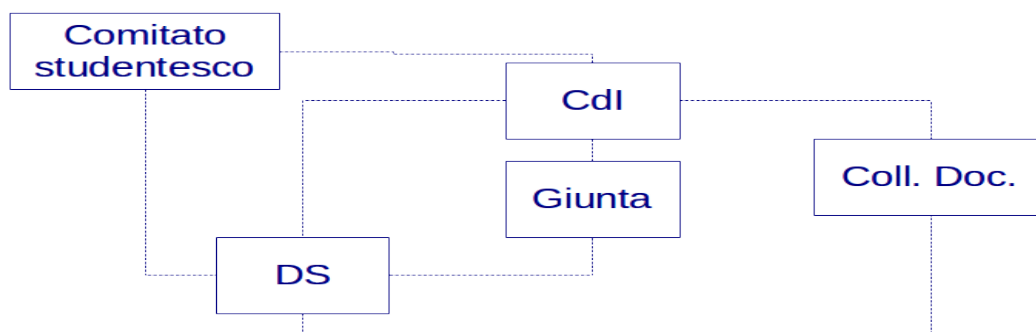 Comitato
studentesco
CdI
Coll. Doc.
Giunta
DS